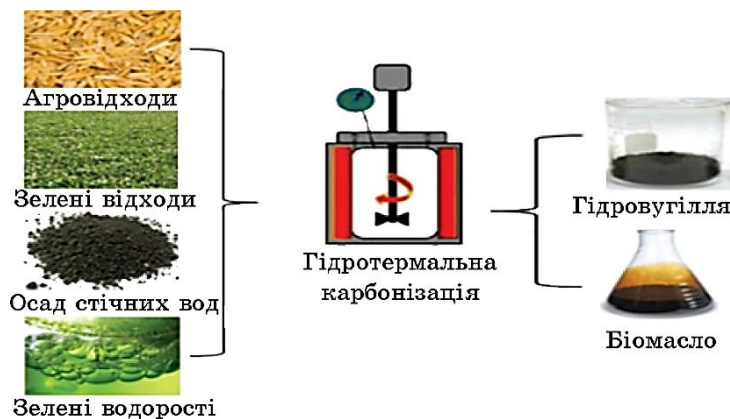 Агровідходи
Зелені відходи
Осад стічних вод
Зелені водорості
Гідротермальна
карбонізація
Гідровугілля
Біомасло